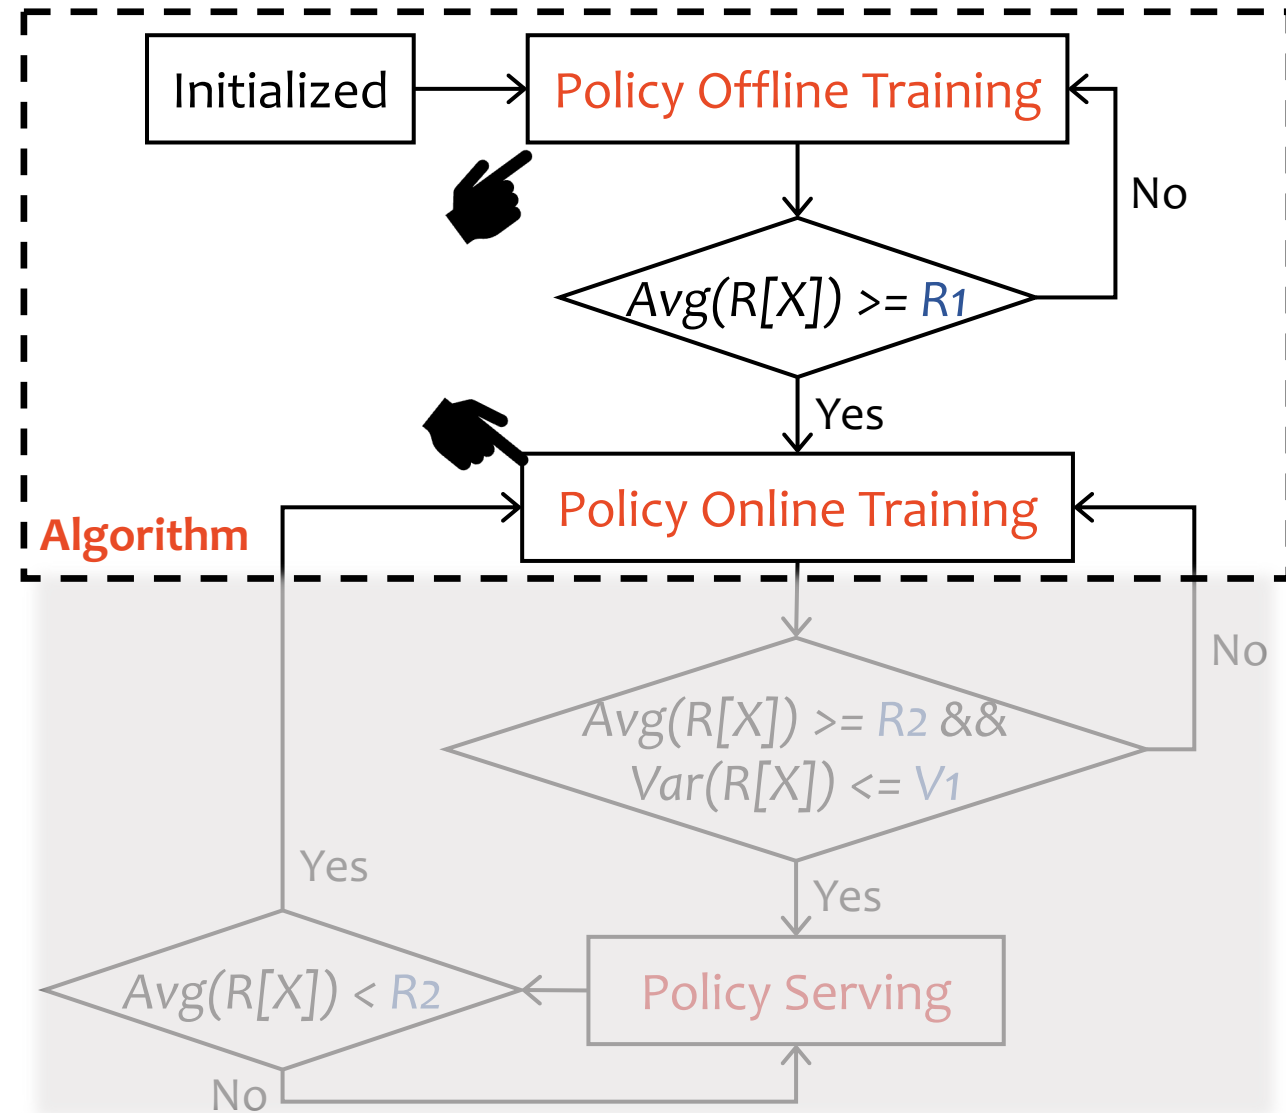 Initialized
Policy Offline Training
No
Avg(R[X]) >= R1
Yes
Policy Online Training
Algorithm
No
Avg(R[X]) >= R2 &&
Var(R[X]) <= V1
Yes
Yes
Avg(R[X]) < R2
Policy Serving
No